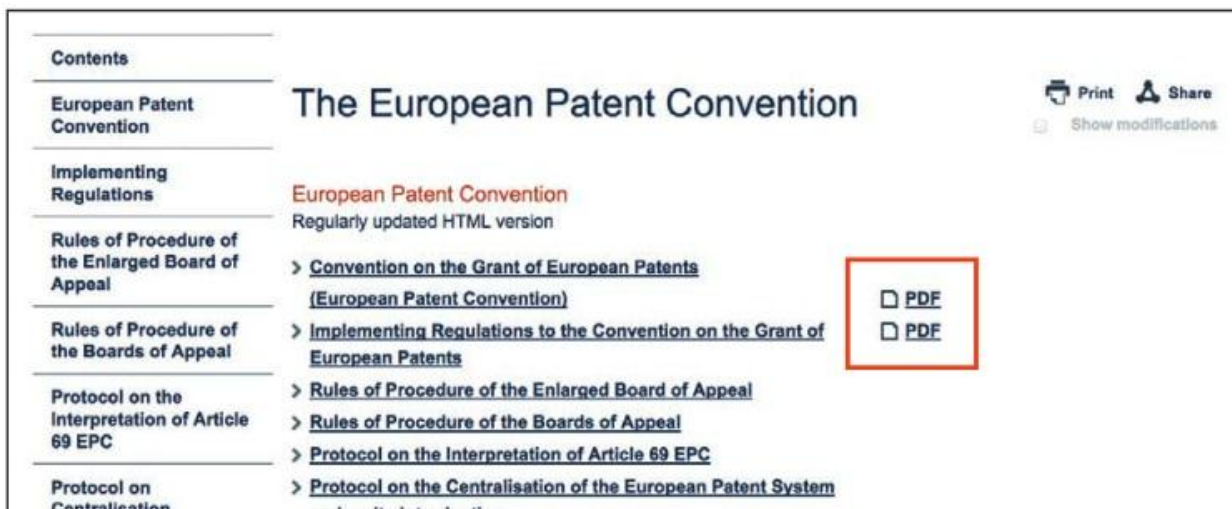 Contents
European Patent
Convention
Implementing
Regulations
Rules of Procedure of
the Enlarged Board of
Appeal
Rules of Procedure of
the Boards of Appeal
Protocol on the
Interpretation of Article
69 EPC
Protocol on
Centralisation
The European Patent Convention
Print Share
Show modifications
European Patent Convention
Regularly updated HTML version
Convention on the Grant of European Patents
(European Patent Convention) PDF
Implementing Regulations to the Convention on the Grant of PDF
European Patents
Rules of Procedure of the Enlarged Board of Appeal
Rules of Procedure of the Boards of Appeal
Protocol on the Interpretation of Article 69 EPC
Protocol on the Centralisation of the European Patent System